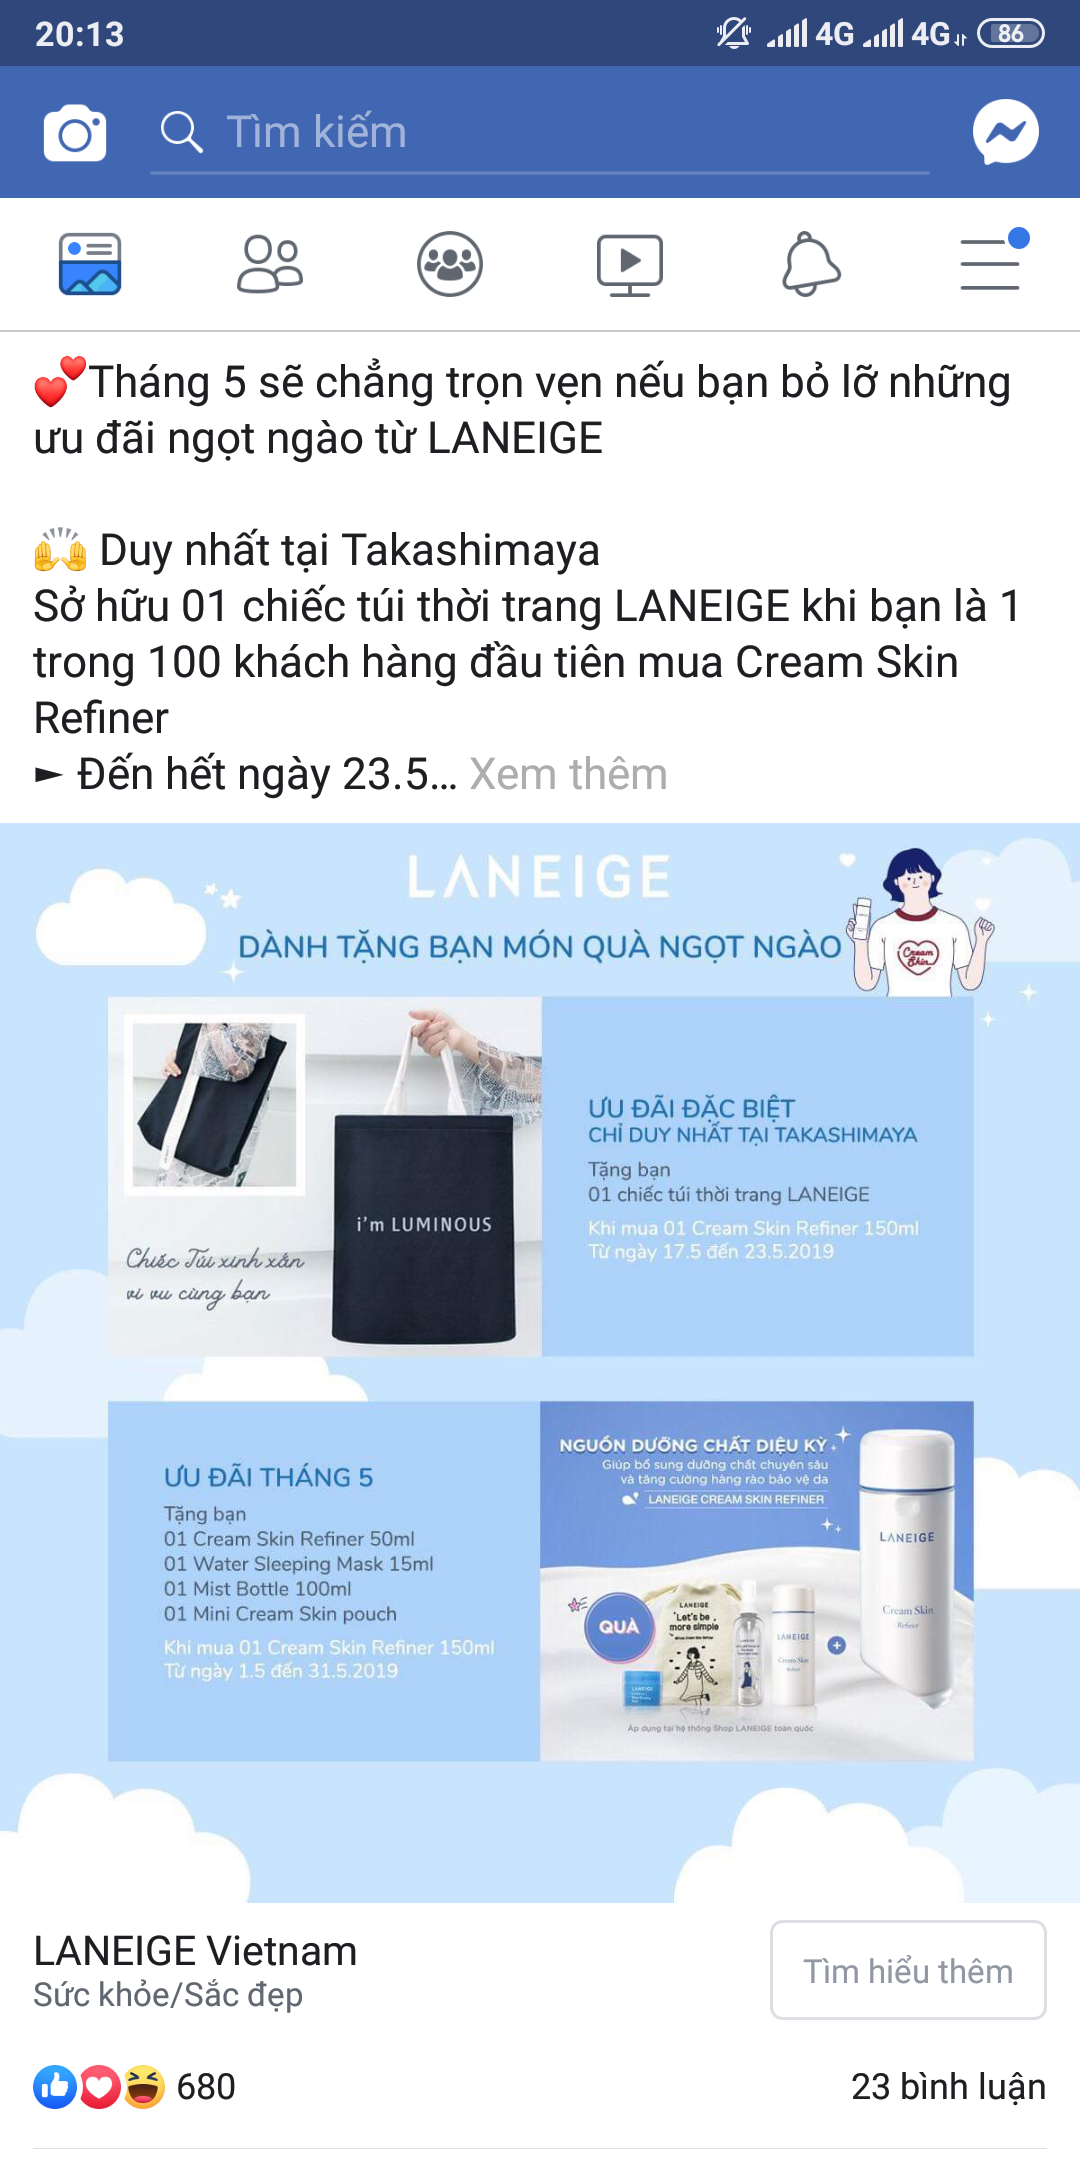 20:13
4G 4G 86
Tìm kiếm
💕Tháng 5 sẽ chẳng trọn vẹn nếu bạn bỏ lỡ những
ưu đãi ngọt ngào từ LANEIGE
🙌 Duy nhất tại Takashimaya
Sở hữu 01 chiếc túi thời trang LANEIGE khi bạn là 1
trong 100 khách hàng đầu tiên mua Cream Skin
Refiner
► Đến hết ngày 23.5... Xem thêm
LANEIGE
DÀNH TẶNG BẠN MÓN QUÀ NGỌT NGÀO
Cream
Skin
i'm LUMINOUS
Chiếc Túi xinh xắn
vi vu cùng bạn
ƯU ĐÃI ĐẶC BIỆT
CHỈ DUY NHẤT TẠI TAKASHIMAYA
Tặng bạn
01 chiếc túi thời trang LANEIGE
Khi mua 01 Cream Skin Refiner 150ml
Từ ngày 17.5 đến 23.5.2019
ƯU ĐÃI THÁNG 5
Tặng bạn
01 Cream Skin Refiner 50ml
01 Water Sleeping Mask 15ml
01 Mist Bottle 100ml
01 Mini Cream Skin pouch
Khi mua 01 Cream Skin Refiner 150ml
Từ ngày 1.5 đến 31.5.2019
NGUỒN DƯỠNG CHẤT DIỆU KỲ
Giúp bổ sung dưỡng chất chuyên sâu
và tăng cường hàng rào bảo vệ da
LANEIGE CREAM SKIN REFINER
LANEIGE
Cream Skin
Refiner
QUÀ
LANEIGE
Let's be
more simple
LANEIGE
Cream Skin
Refiner
LANEIGE
Áp dụng tại hệ thống Shop LANEIGE toàn quốc
LANEIGE Vietnam
Sức khỏe/Sắc đẹp
Tìm hiểu thêm
680
23 bình luận